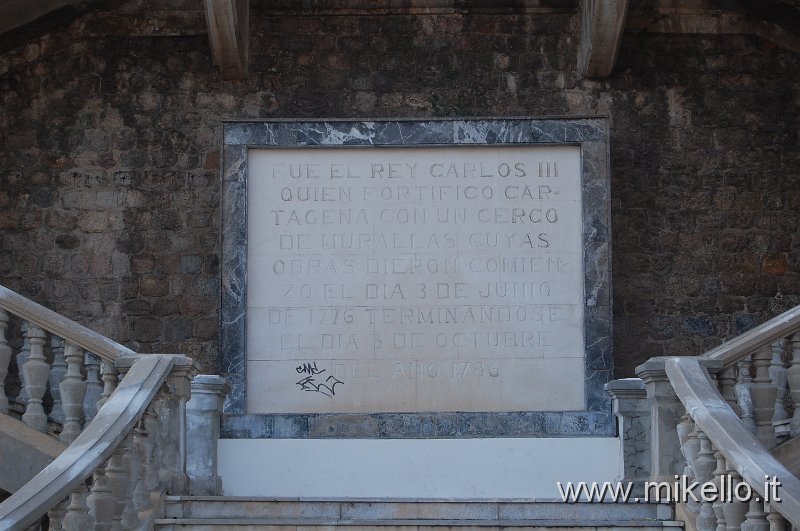 FUE EL REY CARLOS III
QUIEN FORTIFICO CAR-
TAGENA CON UN CERCO
DE MURALLAS CUYAS
OBRAS DIERON COMIEN
ZO EL DIA 3 DE JUNIO
DE 1776 TERMINANDOSE
EL DIA 3 DE OCTUBRE
DEL AÑO 1786
www.mikello.it